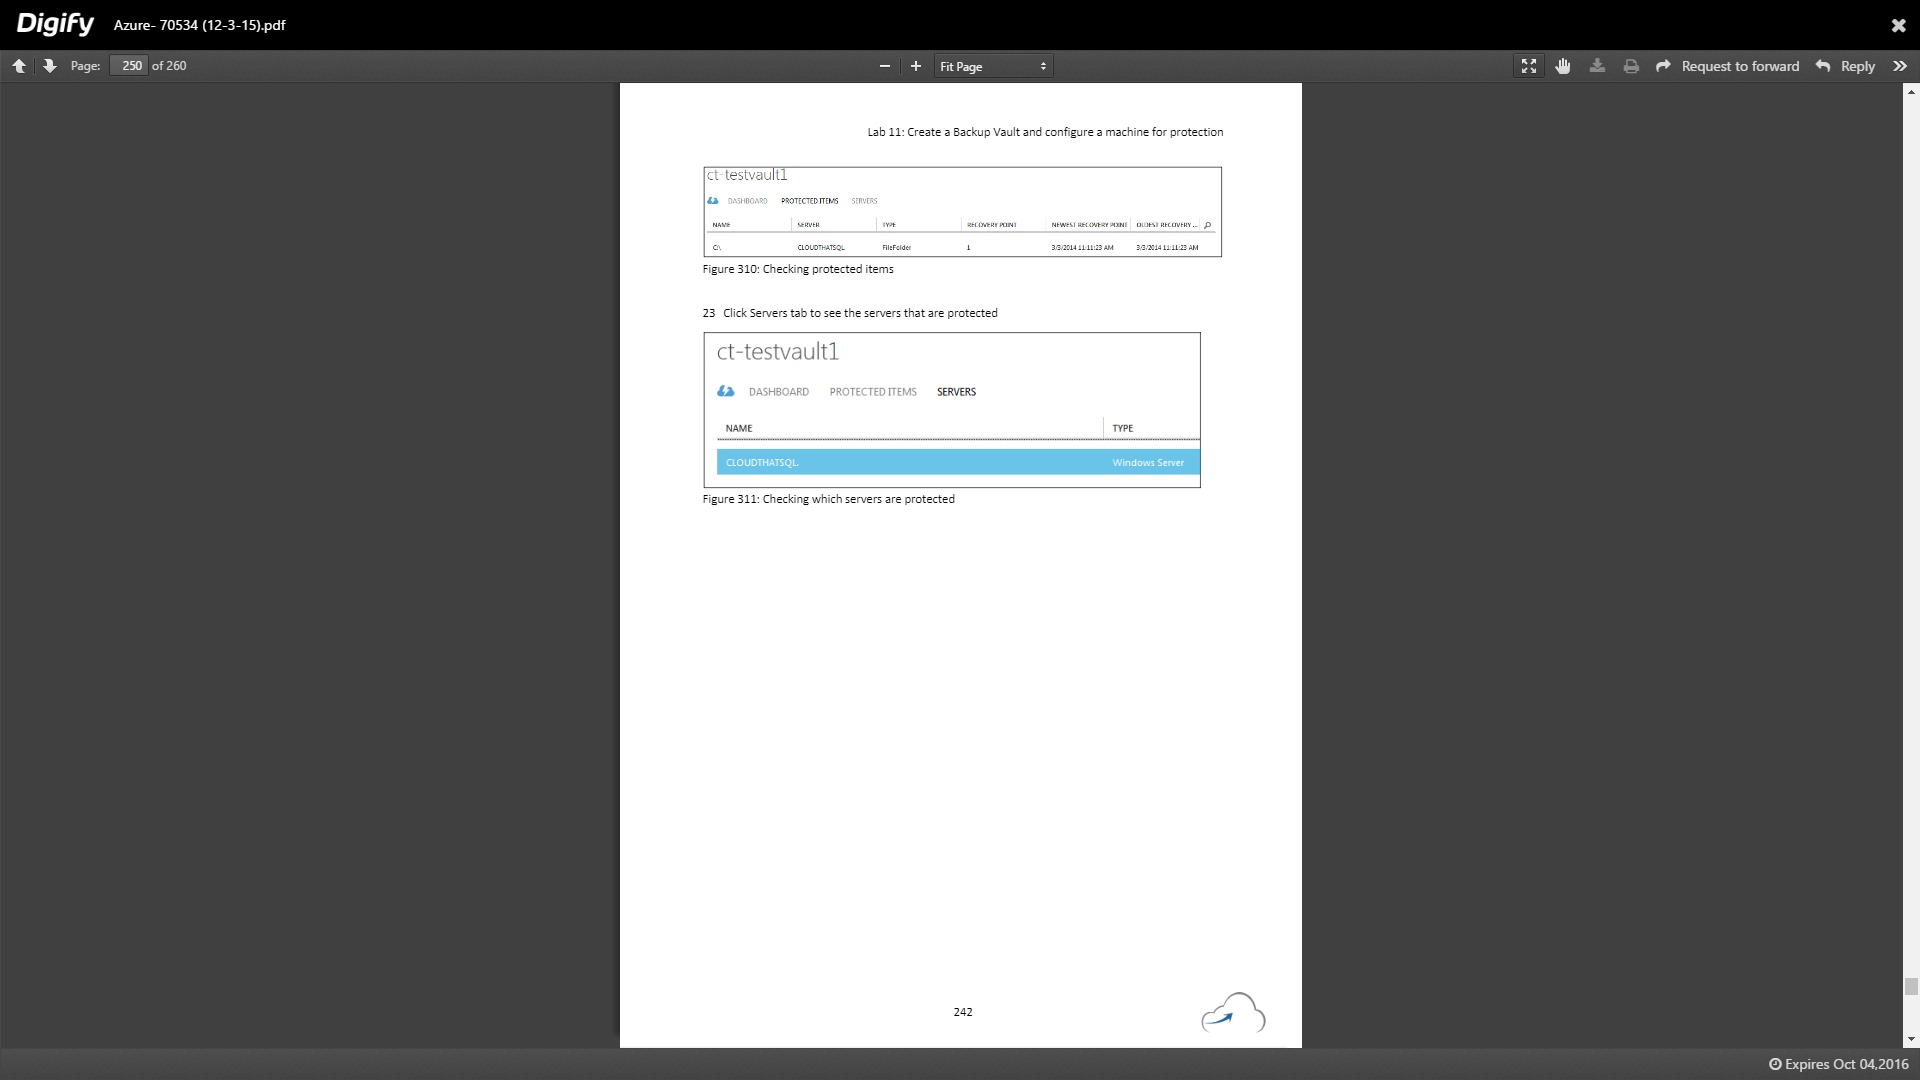 Digify Azure- 70534 (12-3-15).pdf
Page: 250 of 260 Fit Page Request to forward Reply
Lab 11: Create a Backup Vault and configure a machine for protection
ct-testvault1
DASHBOARD PROTECTED ITEMS SERVERS
NAME SERVER TYPE RECOVERY POINT NEWEST RECOVERY POINT OLDEST RECOVERY ...
C:\ CLOUDTHATSQL FileFolder 1 3/3/2014 11:11:23 AM 3/3/2014 11:11:23 AM
Figure 310: Checking protected items
23 Click Servers tab to see the servers that are protected
ct-testvault1
DASHBOARD PROTECTED ITEMS SERVERS
NAME TYPE
CLOUDTHATSQL. Windows Server
Figure 311: Checking which servers are protected
242
Expires Oct 04,2016